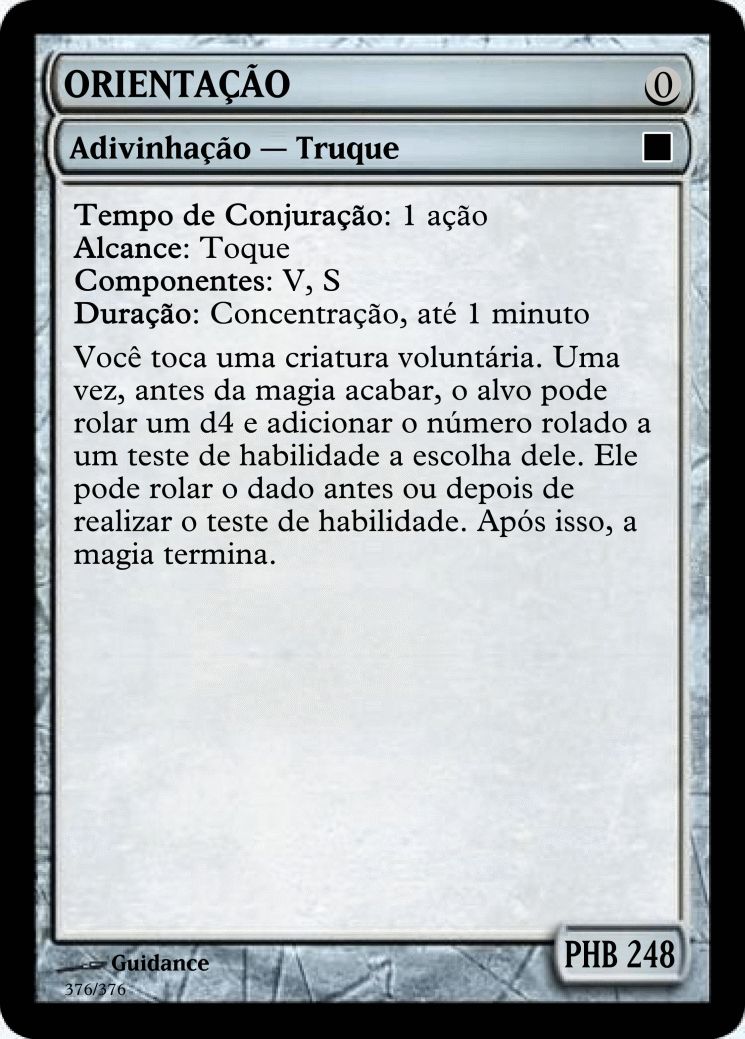 ORIENTAÇÃO
0
Adivinhação — Truque
Tempo de Conjuração: 1 ação
Alcance: Toque
Componentes: V, S
Duração: Concentração, até 1 minuto
Você toca uma criatura voluntária. Uma
vez, antes da magia acabar, o alvo pode
rolar um d4 e adicionar o número rolado a
um teste de habilidade a escolha dele. Ele
pode rolar o dado antes ou depois de
realizar o teste de habilidade. Após isso, a
magia termina.
PHB 248
Guidance
376/376